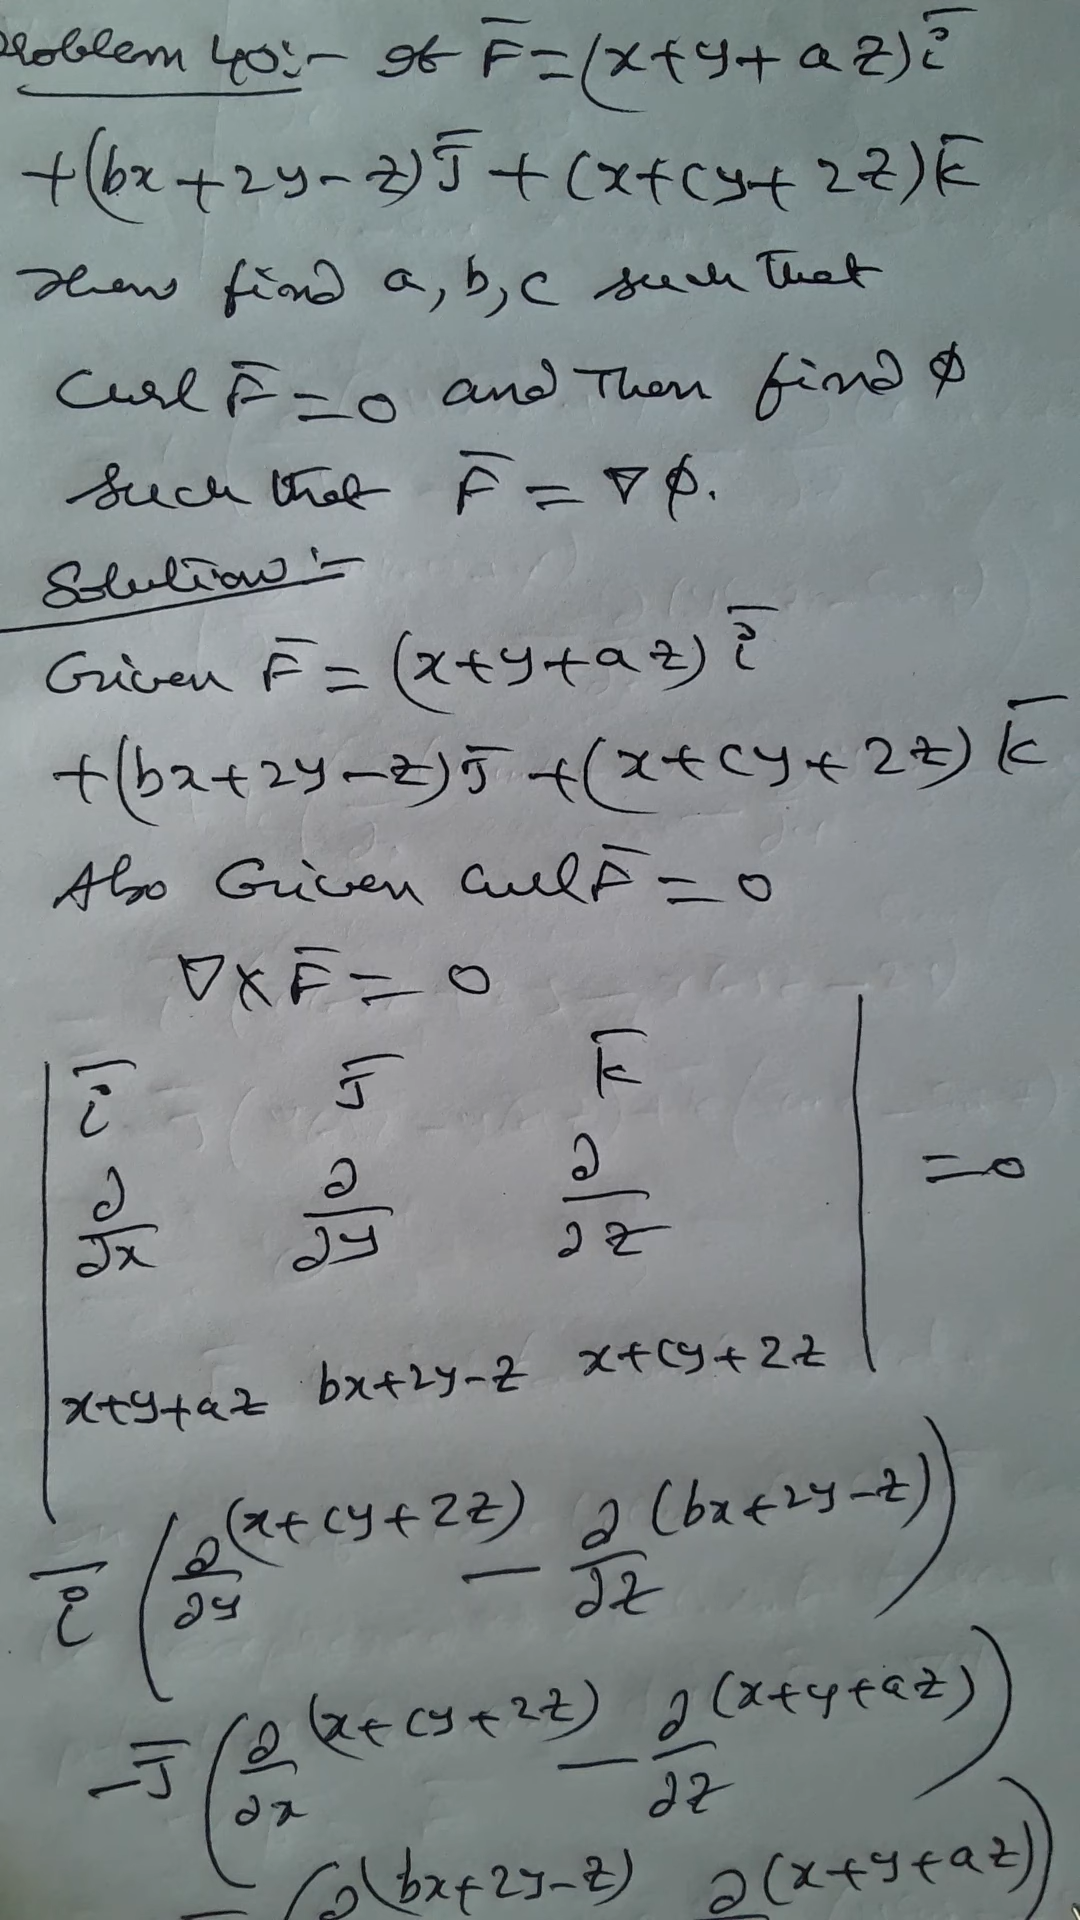 Problem 40:- If F̅=(x+y+az)i̅
+(bx+2y-z)J̅+(x+cy+2z)k̅
then find a,b,c such that
Curl F̅=0 and Then find ϕ
such that F̅=∇ϕ.
Solution:-
Given F̅=(x+y+az)i̅
+(bx+2y-z)J̅+(x+cy+2z)k̅
Also Given Curl F̅=0
∇×F̅=0
| i̅ J̅ k̅ |
| ∂/∂x ∂/∂y ∂/∂z | =0
| x+y+az bx+2y-z x+cy+2z |
i̅(∂/∂y(x+cy+2z) - ∂/∂z(bx+2y-z))
-J̅(∂/∂x(x+cy+2z) - ∂/∂z(x+y+az))
(∂(bx+2y-z) ∂(x+y+az))